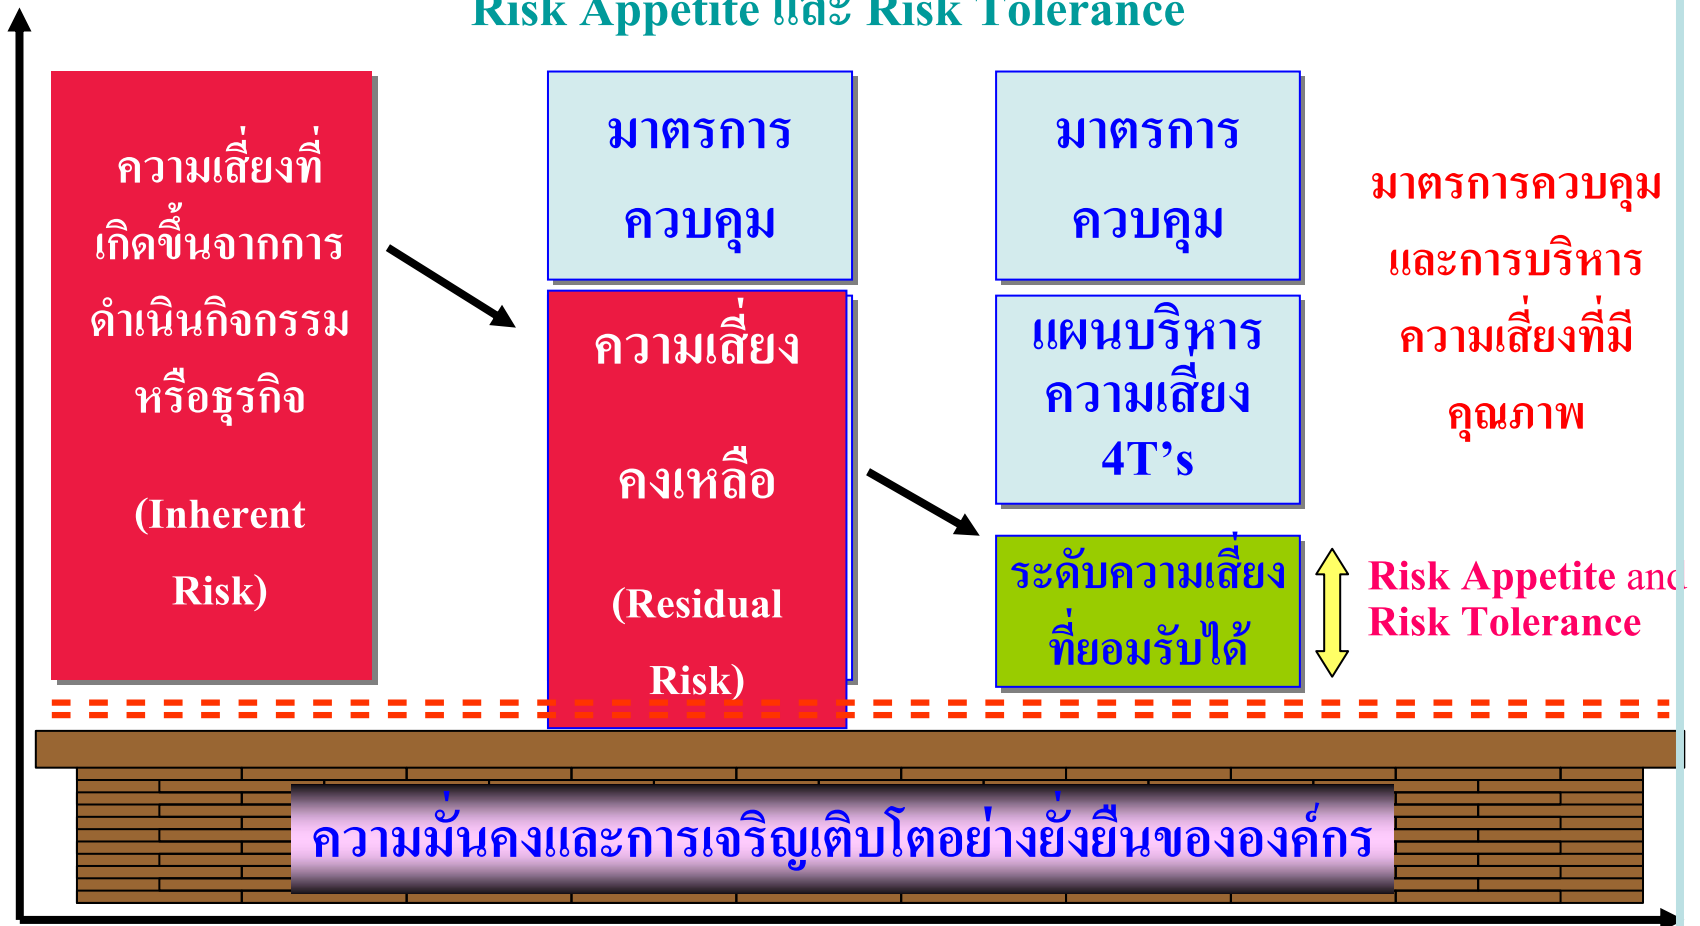 Risk Appetite และ Risk Tolerance
ความเสี่ยงที่
เกิดขึ้นจากการ
ดำเนินกิจกรรม
หรือธุรกิจ
(Inherent
Risk)
มาตรการ
ควบคุม
ความเสี่ยง
คงเหลือ
(Residual
Risk)
มาตรการ
ควบคุม
แผนบริหาร
ความเสี่ยง
4T’s
ระดับความเสี่ยง
ที่ยอมรับได้
มาตรการควบคุม
และการบริหาร
ความเสี่ยงที่มี
คุณภาพ
Risk Appetite and
Risk Tolerance
ความมั่นคงและการเจริญเติบโตอย่างยั่งยืนขององค์กร